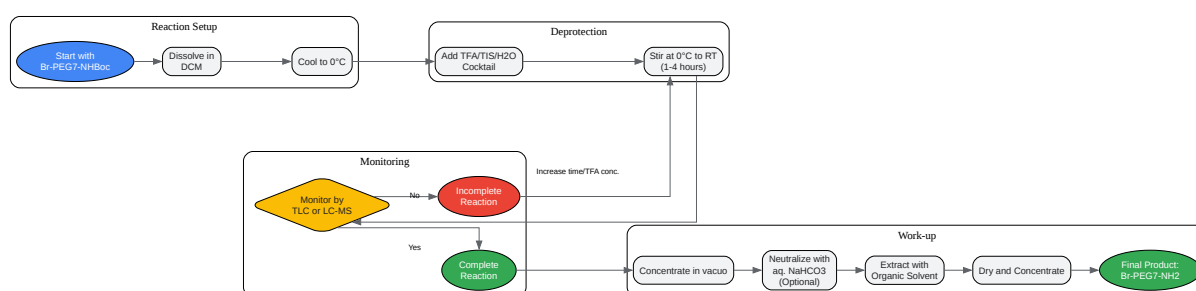 Reaction Setup
Start with
Br-PEG7-NHBoc
Dissolve in
DCM
Cool to 0°C
Deprotection
Add TFA/TIS/H2O
Cocktail
Stir at 0°C to RT
(1-4 hours)
Monitoring
Monitor by
TLC or LC-MS
No
Incomplete
Reaction
Increase time/TFA conc.
Yes
Complete
Reaction
Work-up
Concentrate in vacuo
Neutralize with
aq. NaHCO3
(Optional)
Extract with
Organic Solvent
Dry and Concentrate
Final Product:
Br-PEG7-NH2